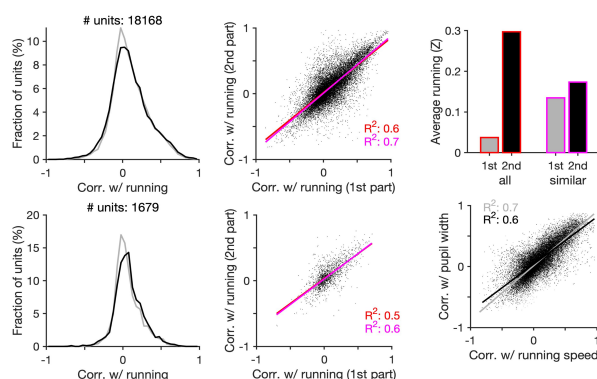 # units: 18168
Fraction of units (%)
10
8
6
4
2
0
-1
0
1
Corr. w/ running
Corr. w/ running (2nd part)
1
0
-1
R²: 0.6
R²: 0.7
-1
0
1
Corr. w/ running (1st part)
Average running (Z)
0.3
0.2
0.1
0
1st 2nd
1st 2nd
all
similar
# units: 1679
Fraction of units (%)
20
15
10
5
0
-1
0
1
Corr. w/ running
Corr. w/ running (2nd part)
1
0
-1
R²: 0.5
R²: 0.6
-1
0
1
Corr. w/ running (1st part)
Corr. w/ pupil width
1
0
-1
R²: 0.7
R²: 0.6
-1
0
1
Corr. w/ running speed